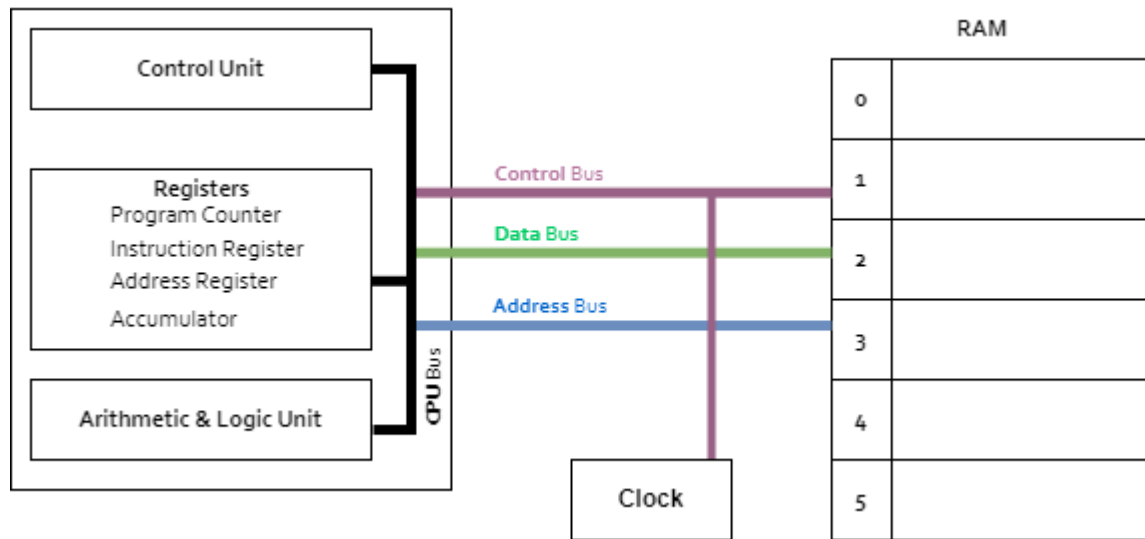 RAM
Control Unit
Registers
Program Counter
Instruction Register
Address Register
Accumulator
Arithmetic & Logic Unit
CPU Bus
Control Bus
Data Bus
Address Bus
Clock
0
1
2
3
4
5